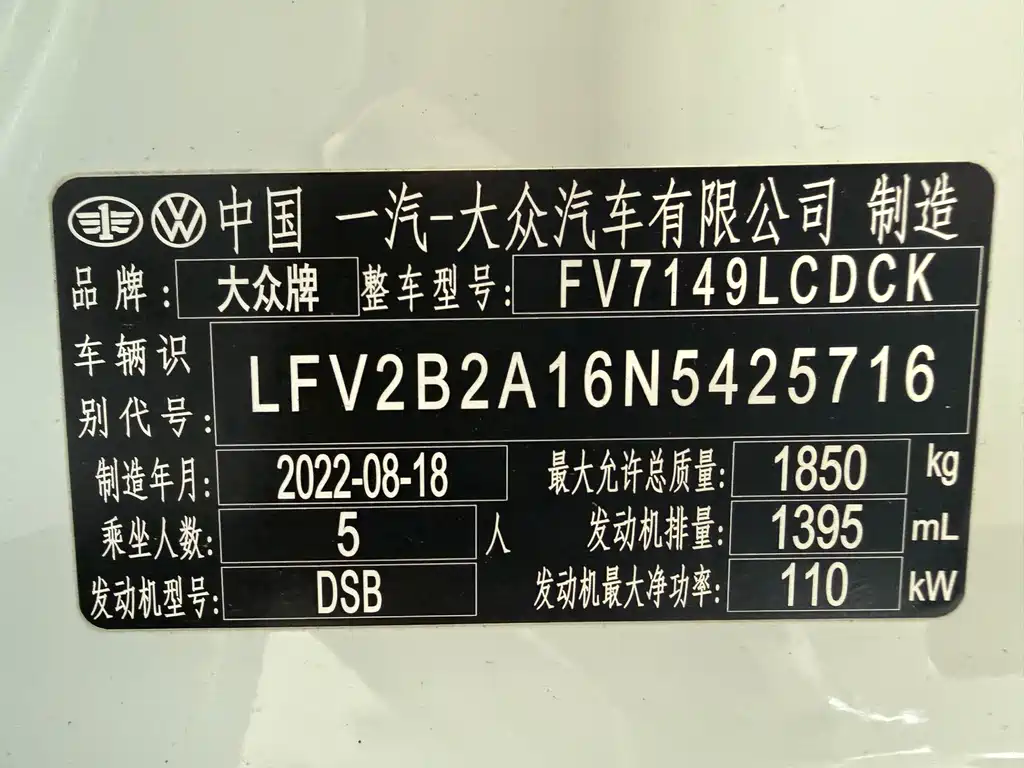 中国 一汽-大众汽车有限公司 制造
品牌: 大众牌 整车型号: FV7149LCDCK
车辆识
别代号: LFV2B2A16N5425716
制造年月: 2022-08-18 最大允许总质量: 1850 kg
乘坐人数: 5 人 发动机排量: 1395 mL
发动机型号: DSB 发动机最大净功率: 110 kW